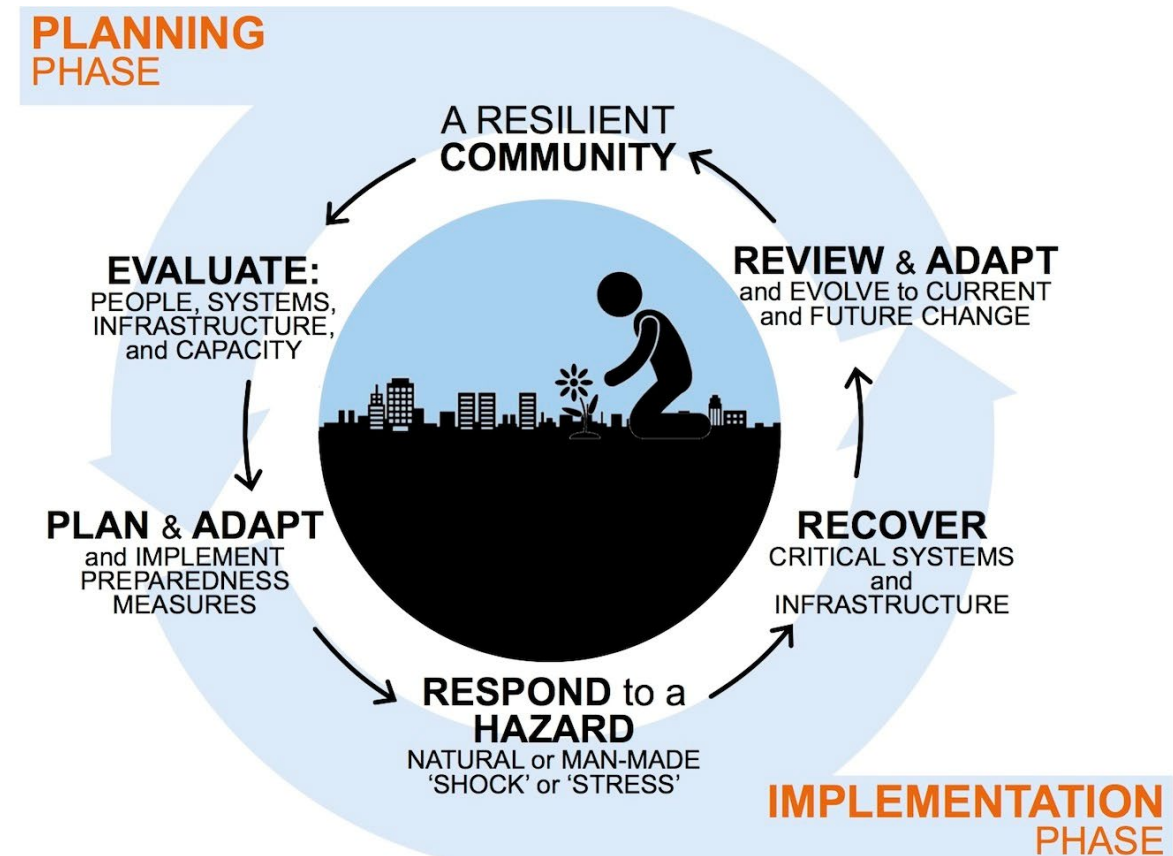 PLANNING
PHASE
A RESILIENT
COMMUNITY
EVALUATE:
PEOPLE, SYSTEMS,
INFRASTRUCTURE,
and CAPACITY
PLAN & ADAPT
and IMPLEMENT
PREPAREDNESS
MEASURES
RESPOND to a
HAZARD
NATURAL or MAN-MADE
‘SHOCK’ or ‘STRESS’
RECOVER
CRITICAL SYSTEMS
and
INFRASTRUCTURE
REVIEW & ADAPT
and EVOLVE to CURRENT
and FUTURE CHANGE
IMPLEMENTATION
PHASE